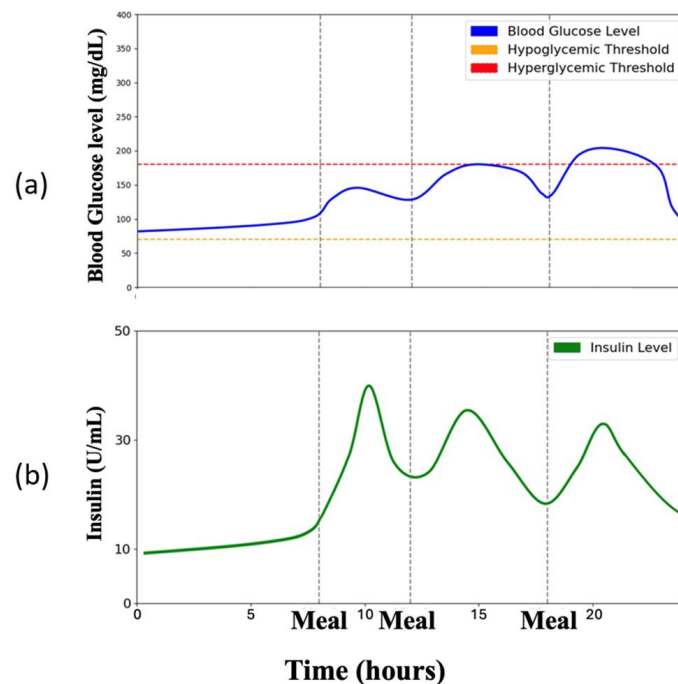 (a)
Blood Glucose level (mg/dL)
400
350
300
250
200
150
100
50
0
Blood Glucose Level
Hypoglycemic Threshold
Hyperglycemic Threshold
(b)
Insulin (U/mL)
50
30
10
0
Insulin Level
0 5 10 15 20
Meal Meal Meal
Time (hours)